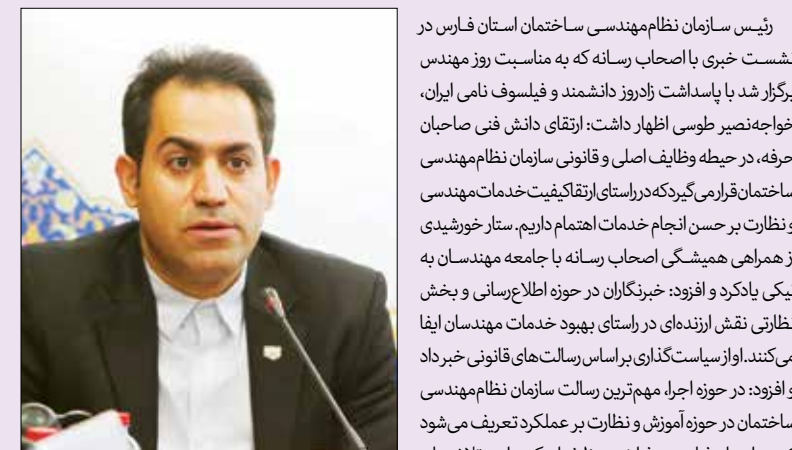 رئیس سازمان نظام‌مهندسی ساختمان استان فارس در
نشست خبری با اصحاب رسانه که به مناسبت روز مهندس
برگزار شد با پاسداشت زادروز دانشمند و فیلسوف نامی ایران،
خواجه‌نصیر طوسی اظهار داشت: ارتقای دانش فنی صاحبان
حرفه، در حیطه وظایف اصلی و قانونی سازمان نظام‌مهندسی
ساختمان قرار می‌گیرد که در راستای ارتقا کیفیت خدمات مهندسی
و نظارت بر حسن انجام خدمات اهتمام داریم. ستار خورشیدی
از همراهی همیشگی اصحاب رسانه با جامعه مهندسان به
نیکی یاد کرد و افزود: خبرنگاران در حوزه اطلاع‌رسانی و بخش
نظارتی نقش ارزنده‌ای در راستای بهبود خدمات مهندسان ایفا
می‌کنند. او از سیاست‌گذاری بر اساس رسالت‌های قانونی خبر داد
و افزود: در حوزه اجرا، مهم‌ترین رسالت سازمان نظام‌مهندسی
ساختمان در حوزه آموزش و نظارت بر عملکرد تعریف می‌شود